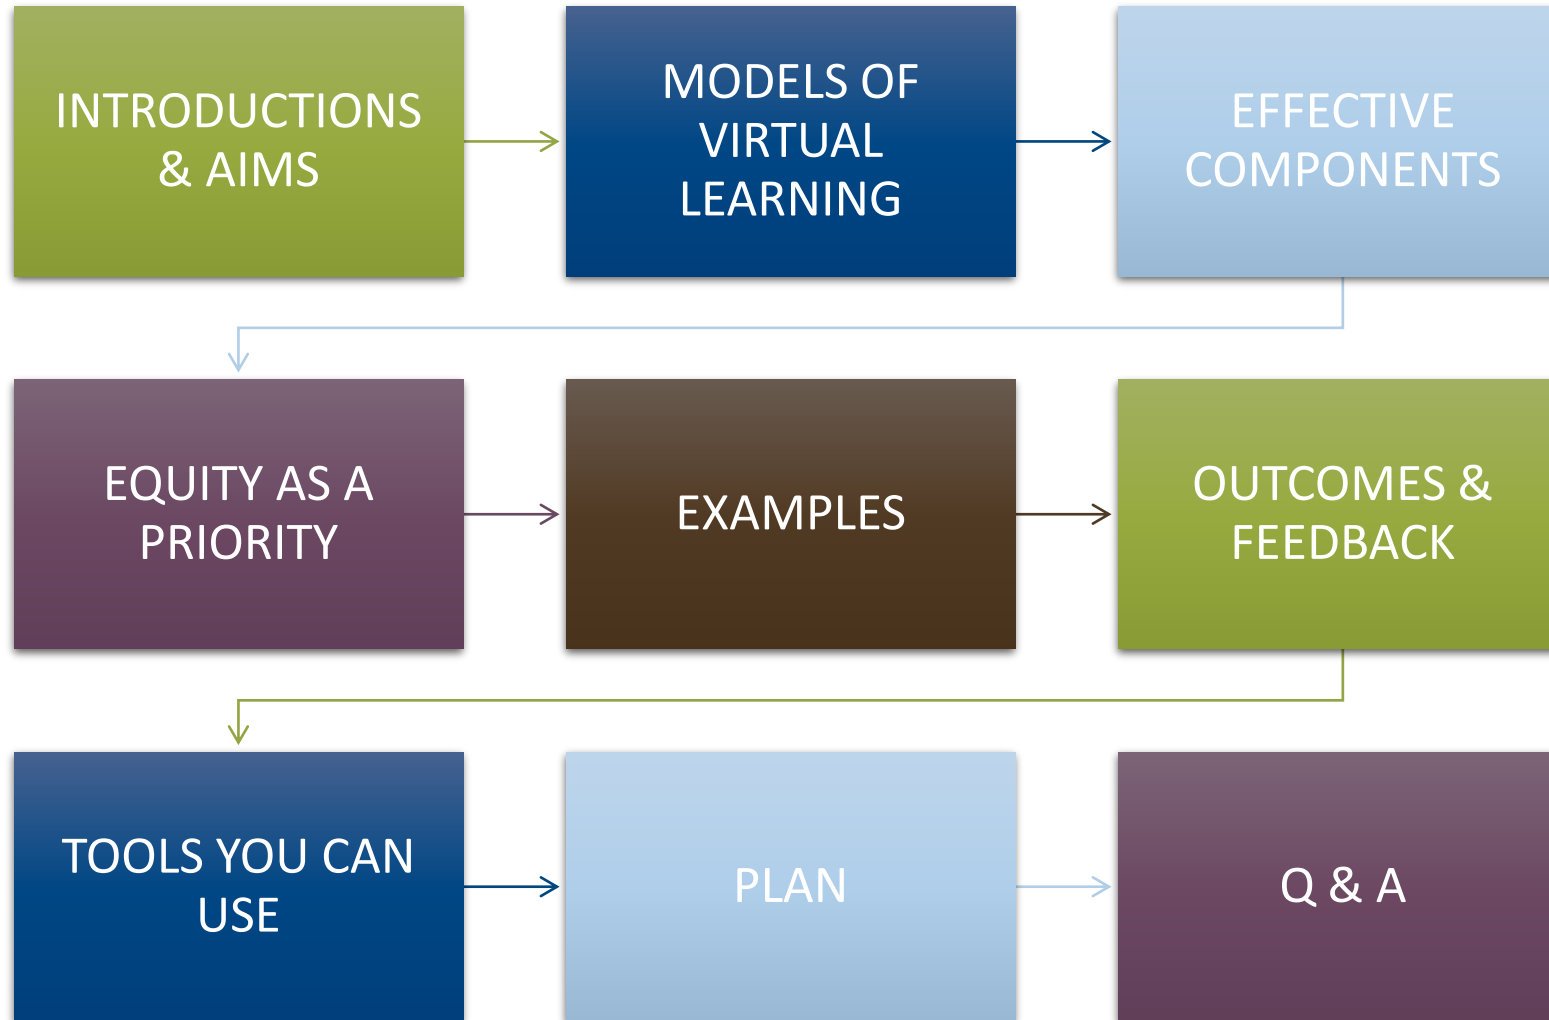 INTRODUCTIONS
& AIMS
MODELS OF
VIRTUAL
LEARNING
EFFECTIVE
COMPONENTS
EQUITY AS A
PRIORITY
EXAMPLES
OUTCOMES &
FEEDBACK
TOOLS YOU CAN
USE
PLAN
Q & A